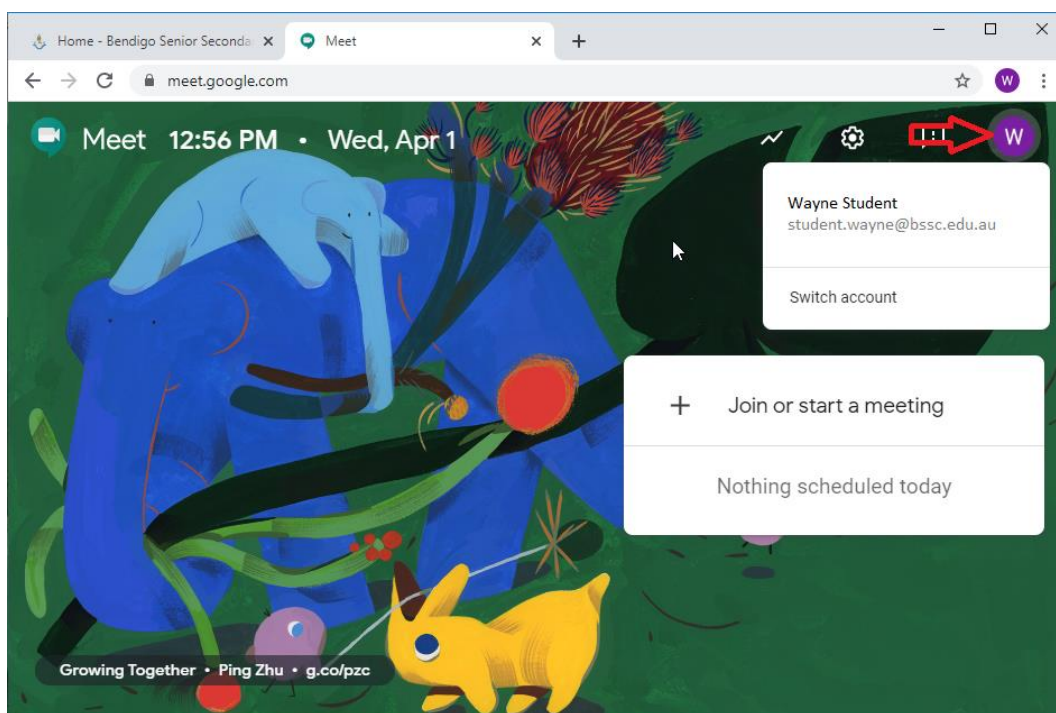 Home - Bendigo Senior Seconda
Meet
meet.google.com
W
Meet 12:56 PM • Wed, Apr 1
W
Wayne Student
student.wayne@bssc.edu.au
Switch account
Join or start a meeting
Nothing scheduled today
Growing Together • Ping Zhu • g.co/pzc